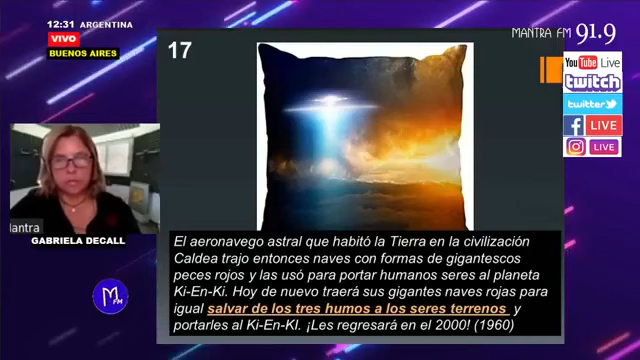 12:31 ARGENTINA
VIVO
BUENOS AIRES
17
MANTRA FM 91.9
YouTube Live
twitch
twitter
LIVE
LIVE
lantra
GABRIELA DECALL
M FM
El aeronavego astral que habitó la Tierra en la civilización
Caldea trajo entonces naves con formas de gigantescos
peces rojos y las usó para portar humanos seres al planeta
Ki-En-Ki. Hoy de nuevo traerá sus gigantes naves rojas para
igual salvar de los tres humos a los seres terrenos y
portarles al Ki-En-KI. ¡Les regresará en el 2000! (1960)